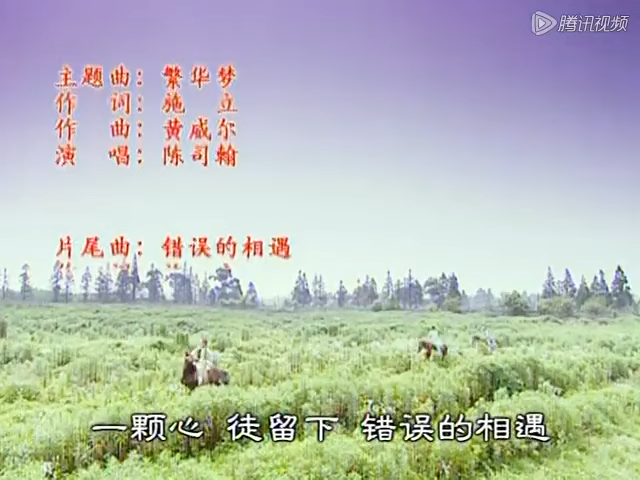 腾讯视频
主题曲：繁华梦
作 词：施 立
作 曲：黄威尔
演 唱：陈司翰
片尾曲：错误的相遇
一颗心 徒留下 错误的相遇